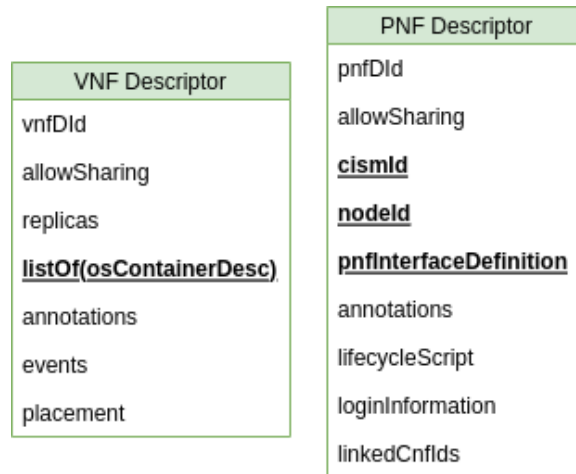 VNF Descriptor
vnfDId
allowSharing
replicas
listOf(osContainerDesc)
annotations
events
placement
PNF Descriptor
pnfDId
allowSharing
cismId
nodeId
pnfInterfaceDefinition
annotations
lifecycleScript
loginInformation
linkedCnfIds